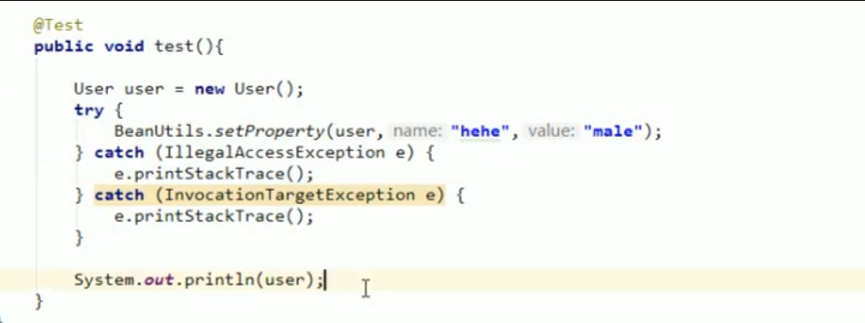 @Test
public void test(){
User user = new User();
try {
BeanUtils.setProperty(user, name: "hehe", value: "male");
} catch (IllegalAccessException e) {
e.printStackTrace();
} catch (InvocationTargetException e) {
e.printStackTrace();
}
System.out.println(user);
}